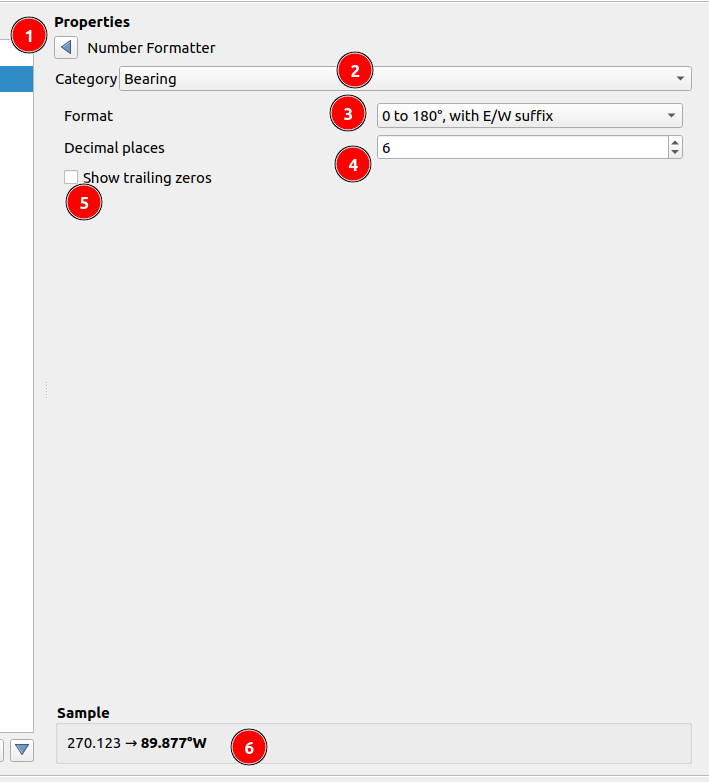 Properties
1
Number Formatter
Category Bearing 2
Format 3 0 to 180°, with E/W suffix
Decimal places 6
4
Show trailing zeros
5
Sample
270.123 → 89.877°W 6